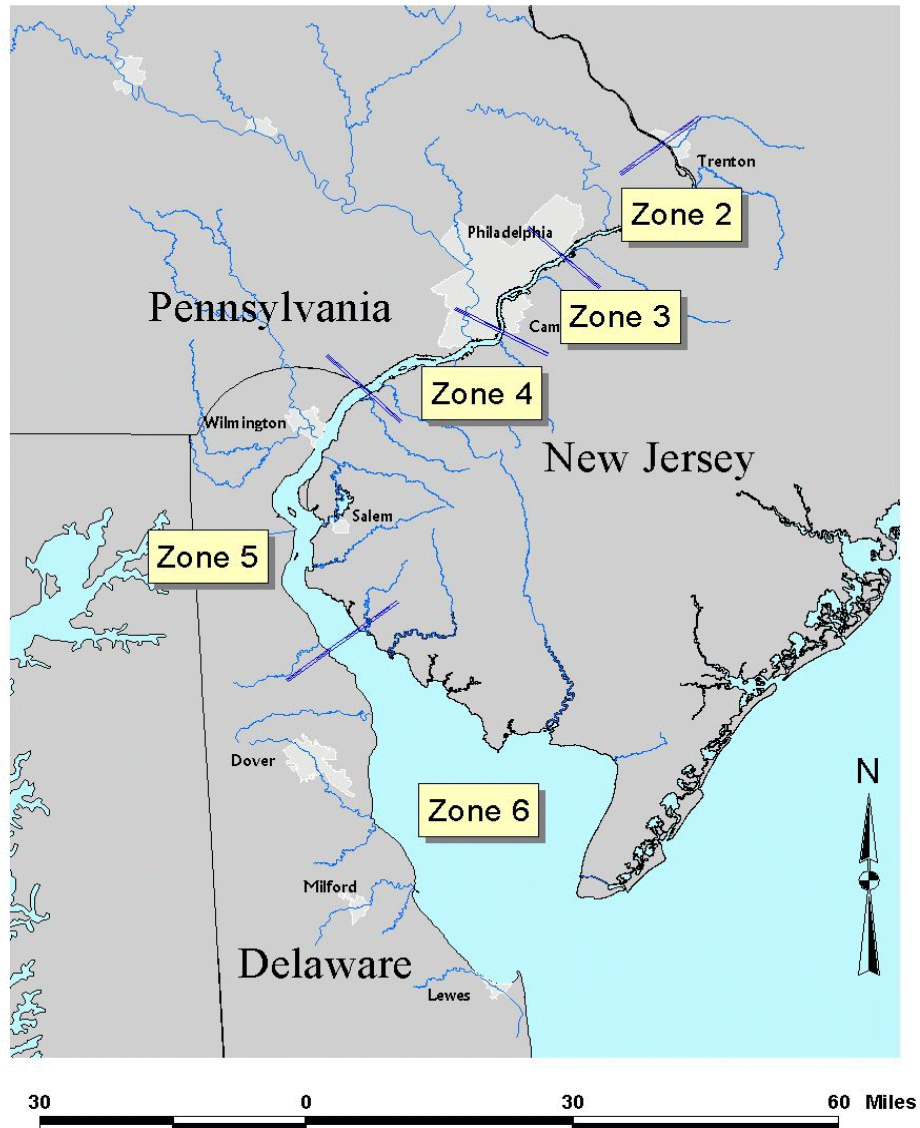 Trenton
Zone 2
Philadelphia
Pennsylvania
Cam
Zone 3
Zone 4
Wilmington
New Jersey
Salem
Zone 5
Dover
N
Zone 6
Milford
Delaware
Lewes
30 0 30 60 Miles